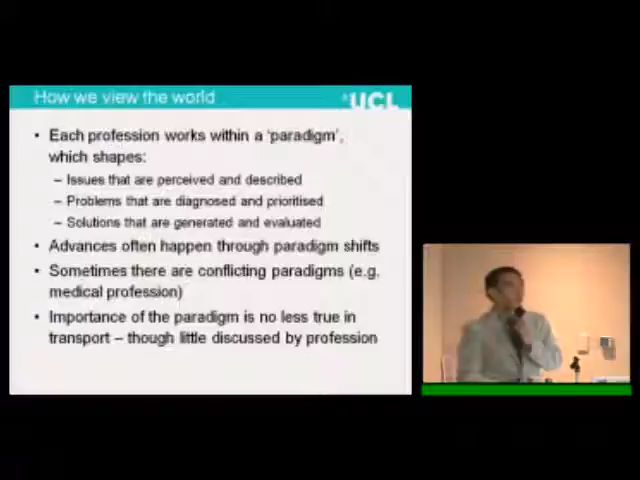 How we view the world
UCL
• Each profession works within a 'paradigm',
which shapes:
– Issues that are perceived and described
– Problems that are diagnosed and prioritised
– Solutions that are generated and evaluated
• Advances often happen through paradigm shifts
• Sometimes there are conflicting paradigms (e.g.
medical profession)
• Importance of the paradigm is no less true in
transport – though little discussed by profession